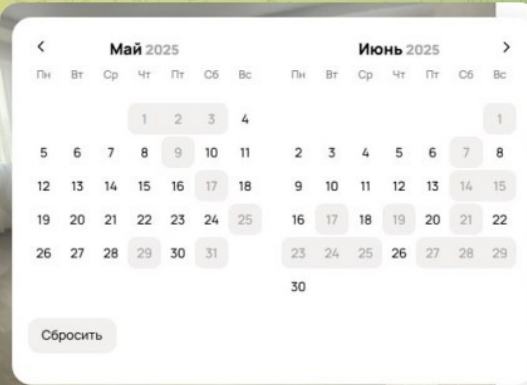 Май 2025 Июнь 2025
Пн Вт Ср Чт Пт Сб Вс Пн Вт Ср Чт Пт Сб Вс
1 2 3 4 1
5 6 7 8 9 10 11 2 3 4 5 6 7 8
12 13 14 15 16 17 18 9 10 11 12 13 14 15
19 20 21 22 23 24 25 16 17 18 19 20 21 22
26 27 28 29 30 31 23 24 25 26 27 28 29
30
Сбросить